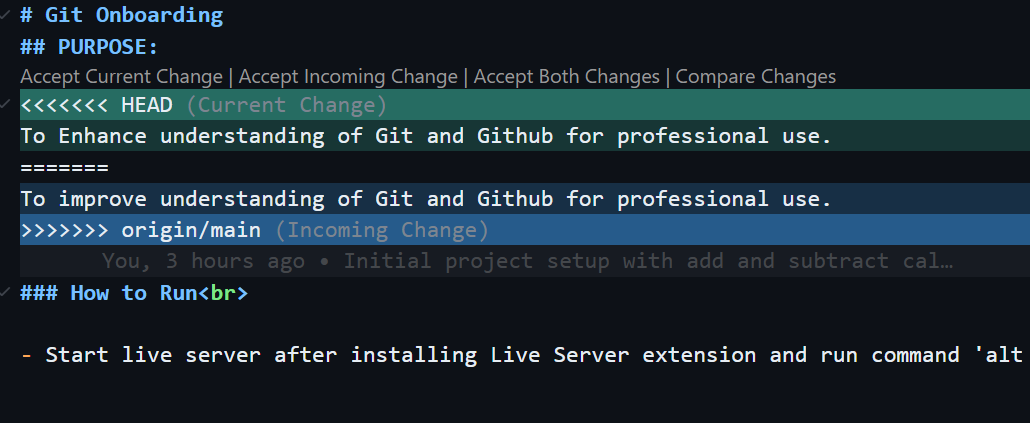 # Git Onboarding
## PURPOSE:
Accept Current Change | Accept Incoming Change | Accept Both Changes | Compare Changes
<<<<<<< HEAD (Current Change)
To Enhance understanding of Git and Github for professional use.
=======
To improve understanding of Git and Github for professional use.
>>>>>>> origin/main (Incoming Change)
You, 3 hours ago • Initial project setup with add and subtract cal…
### How to Run<br>
- Start live server after installing Live Server extension and run command 'alt